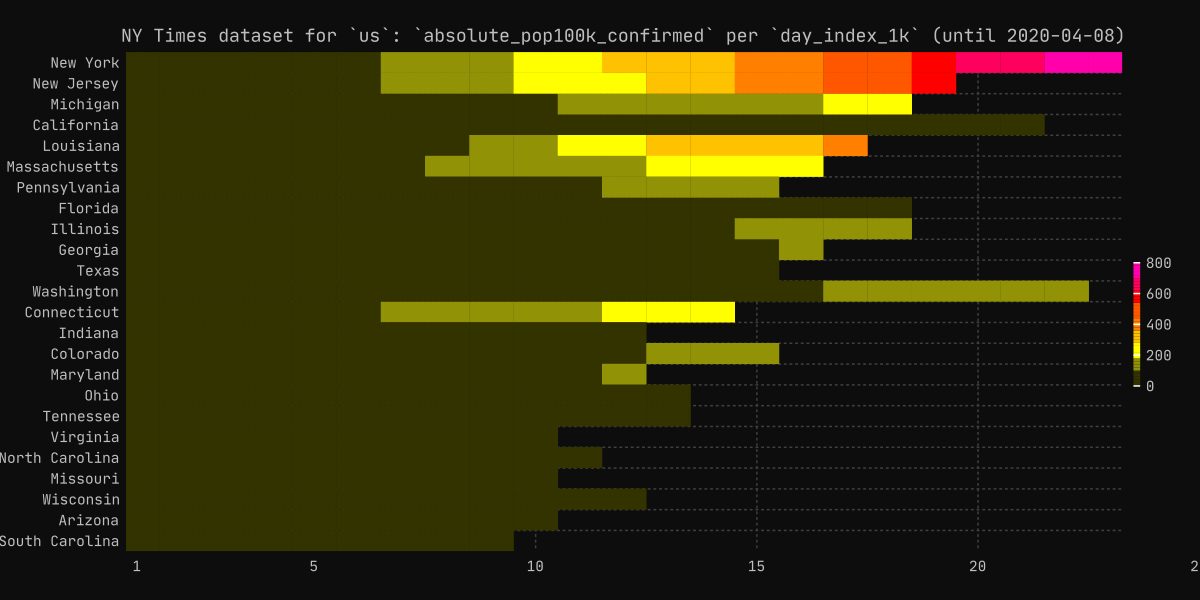 NY Times dataset for `us`: `absolute_pop100k_confirmed` per `day_index_1k` (until 2020-04-08)
New York
New Jersey
Michigan
California
Louisiana
Massachusetts
Pennsylvania
Florida
Illinois
Georgia
Texas
Washington
Connecticut
Indiana
Colorado
Maryland
Ohio
Tennessee
Virginia
North Carolina
Missouri
Wisconsin
Arizona
South Carolina
800
600
400
200
0
1 5 10 15 20